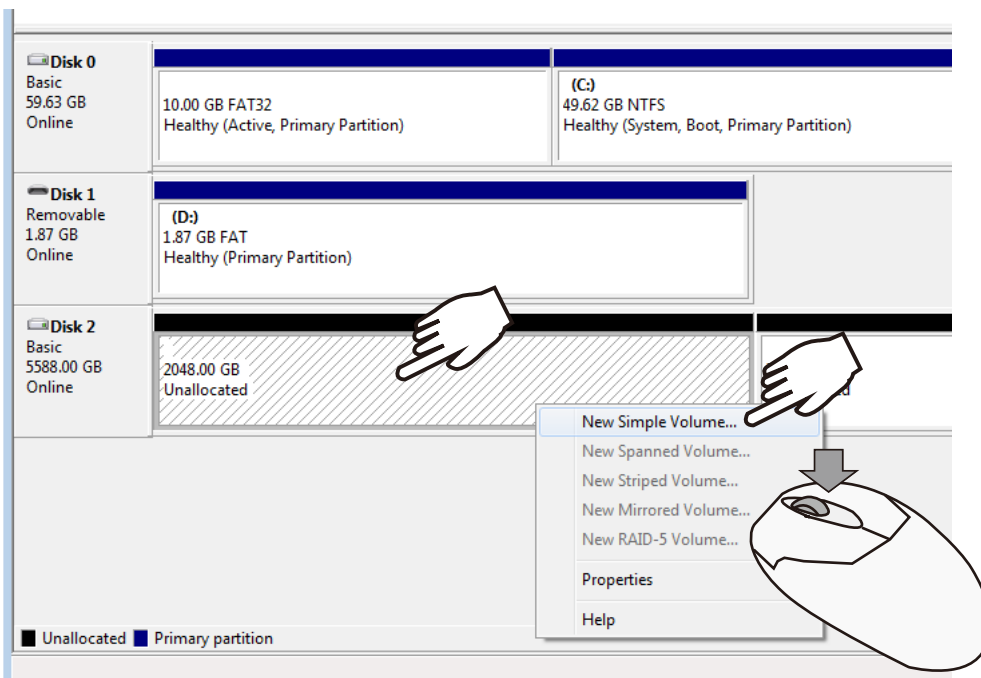 Disk 0
Basic
59.63 GB
Online
10.00 GB FAT32
Healthy (Active, Primary Partition)
(C:)
49.62 GB NTFS
Healthy (System, Boot, Primary Partition)
Disk 1
Removable
1.87 GB
Online
(D:)
1.87 GB FAT
Healthy (Primary Partition)
Disk 2
Basic
5588.00 GB
Online
2048.00 GB
Unallocated
New Simple Volume...
New Spanned Volume...
New Striped Volume...
New Mirrored Volume...
New RAID-5 Volume...
Properties
Help
Unallocated
Primary partition